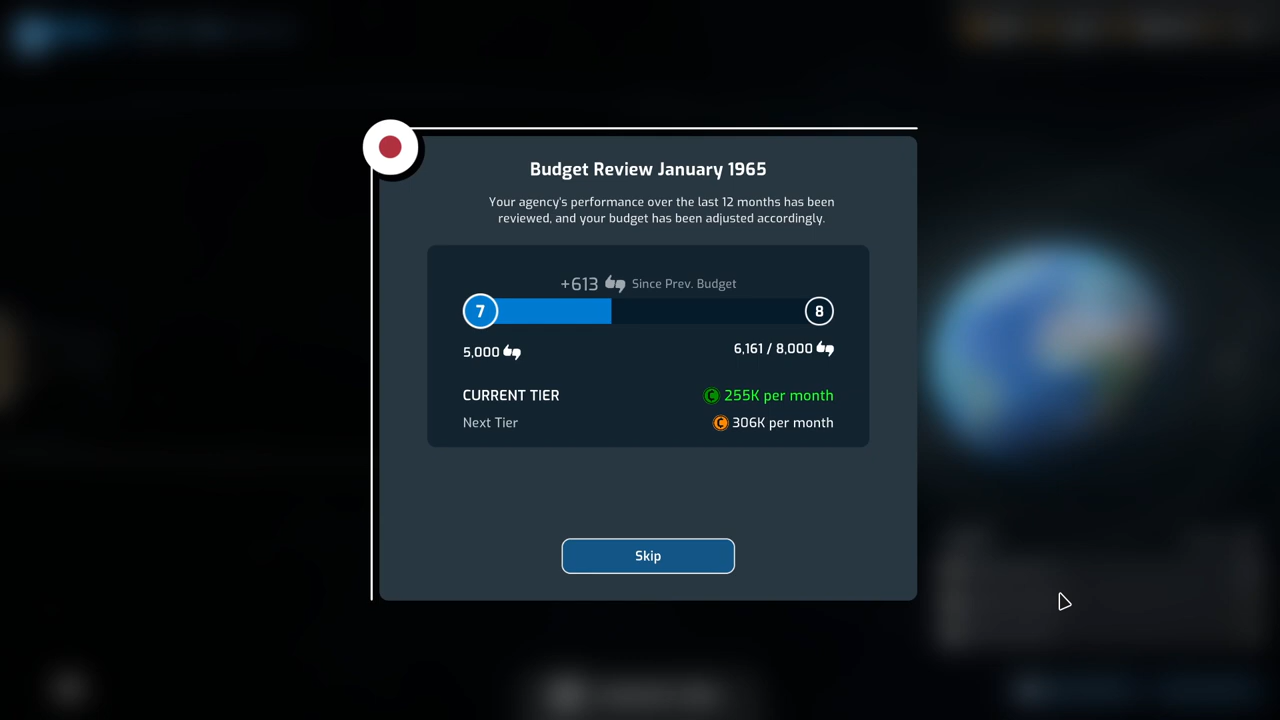 Budget Review January 1965
Your agency's performance over the last 12 months has been
reviewed, and your budget has been adjusted accordingly.
+613 Since Prev. Budget
7 8
5,000 6,161 / 8,000
CURRENT TIER 255K per month
Next Tier 306K per month
Skip